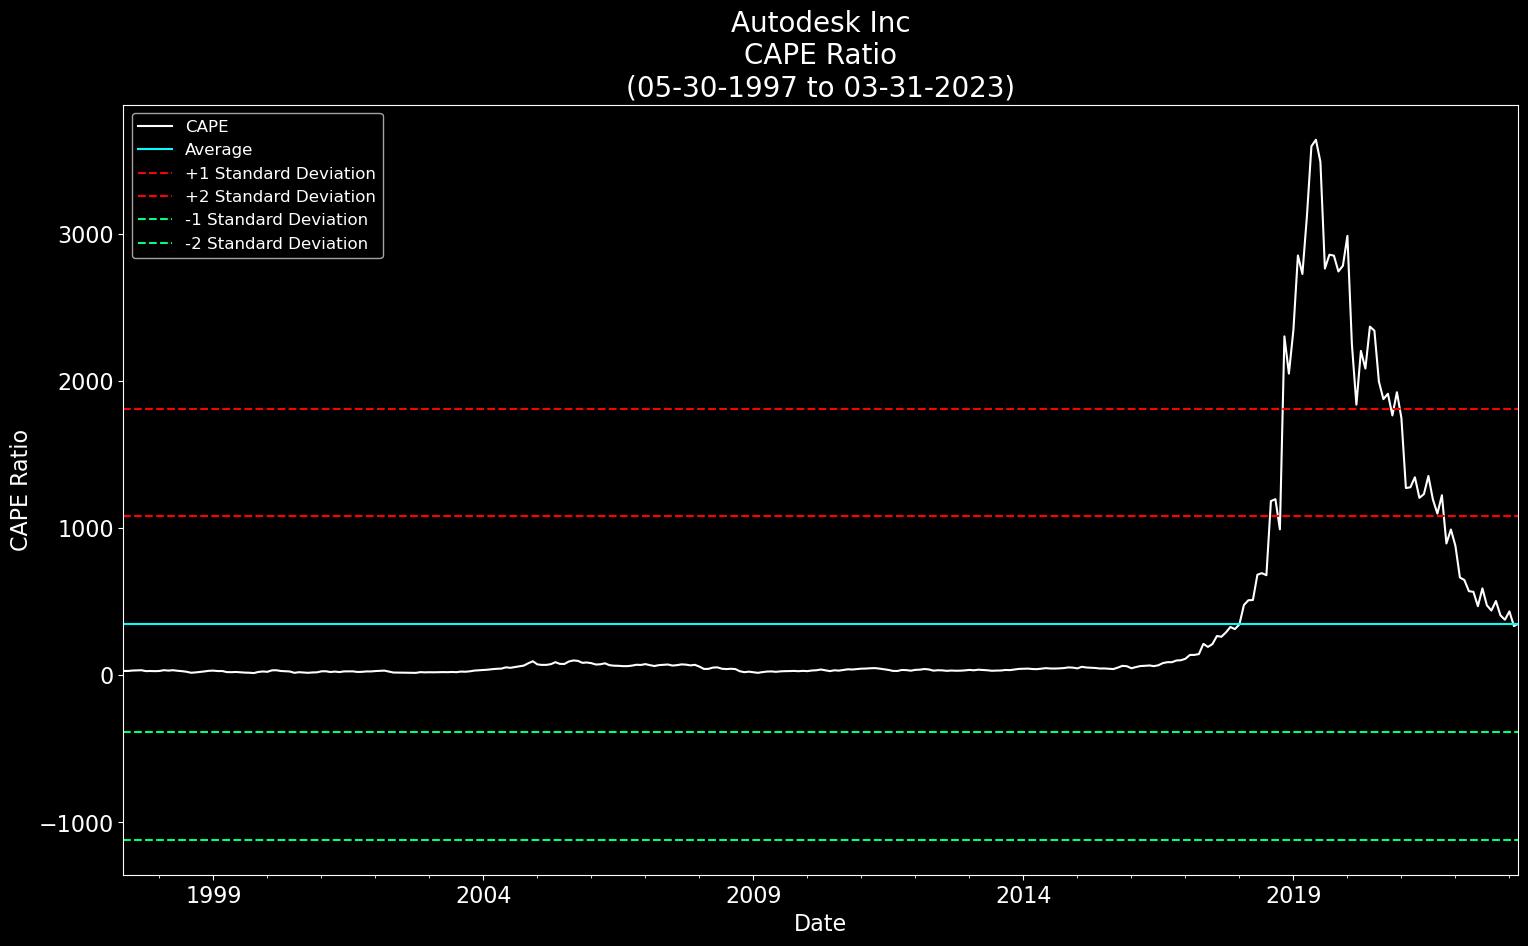 Autodesk Inc
CAPE Ratio
(05-30-1997 to 03-31-2023)
CAPE
Average
+1 Standard Deviation
+2 Standard Deviation
-1 Standard Deviation
-2 Standard Deviation
CAPE Ratio
3000
2000
1000
0
−1000
1999
2004
2009
2014
2019
Date